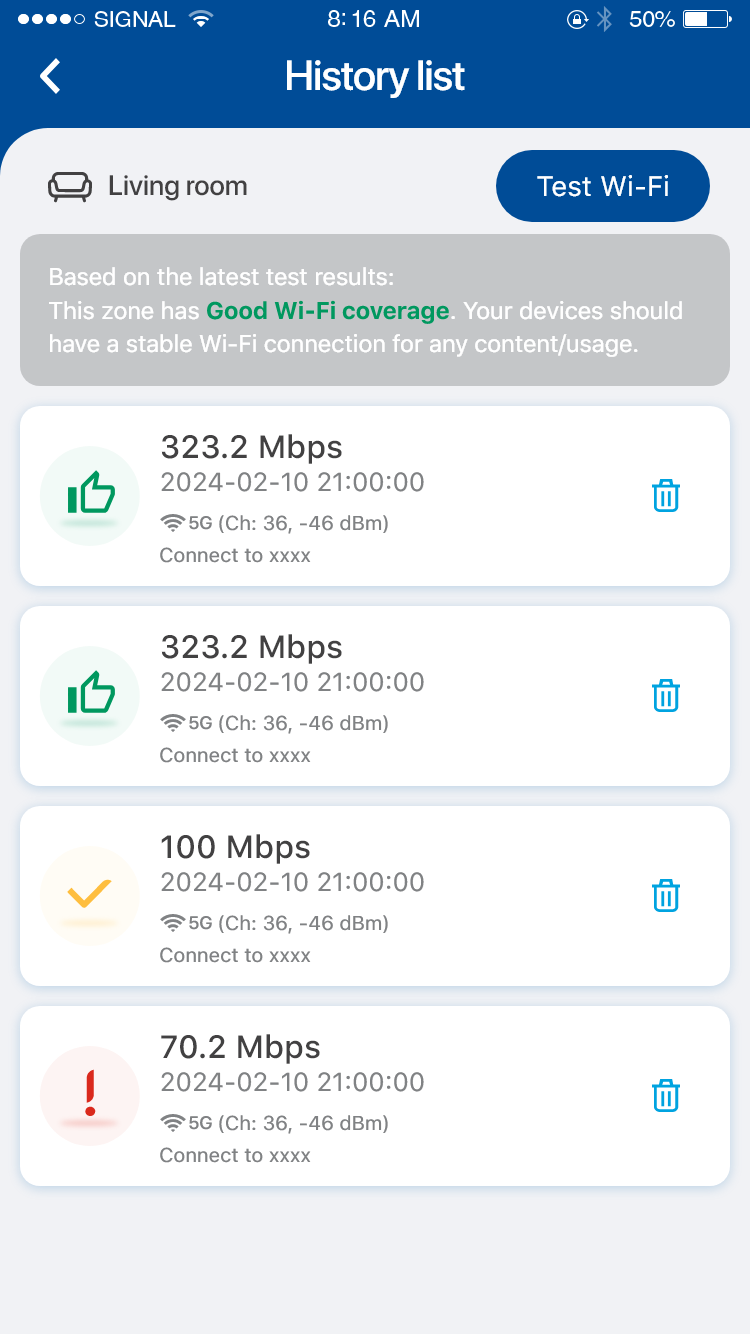 SIGNAL 8:16 AM 50%
History list
Living room
Test Wi-Fi
Based on the latest test results:
This zone has Good Wi-Fi coverage. Your devices should
have a stable Wi-Fi connection for any content/usage.
323.2 Mbps
2024-02-10 21:00:00
5G (Ch: 36, -46 dBm)
Connect to xxxx
323.2 Mbps
2024-02-10 21:00:00
5G (Ch: 36, -46 dBm)
Connect to xxxx
100 Mbps
2024-02-10 21:00:00
5G (Ch: 36, -46 dBm)
Connect to xxxx
70.2 Mbps
2024-02-10 21:00:00
5G (Ch: 36, -46 dBm)
Connect to xxxx